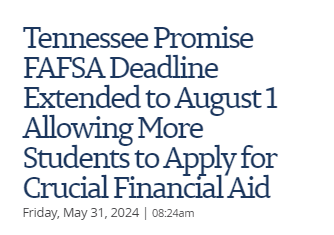 Tennessee Promise
FAFSA Deadline
Extended to August 1
Allowing More
Students to Apply for
Crucial Financial Aid
Friday, May 31, 2024 | 08:24am